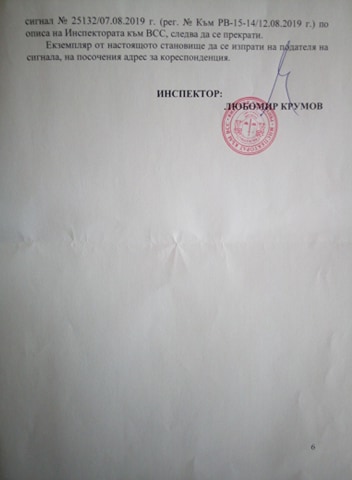 сигнал № 25132/07.08.2019 г. (рег. № Към РВ-15-14/12.08.2019 г.) по
описа на Инспектората към ВСС, следва да се прекрати.
Екземпляр от настоящото становище да се изпрати на подателя на
сигнала, на посочения адрес за кореспонденция.
ИНСПЕКТОР:
ЛЮБОМИР КРУМОВ
6